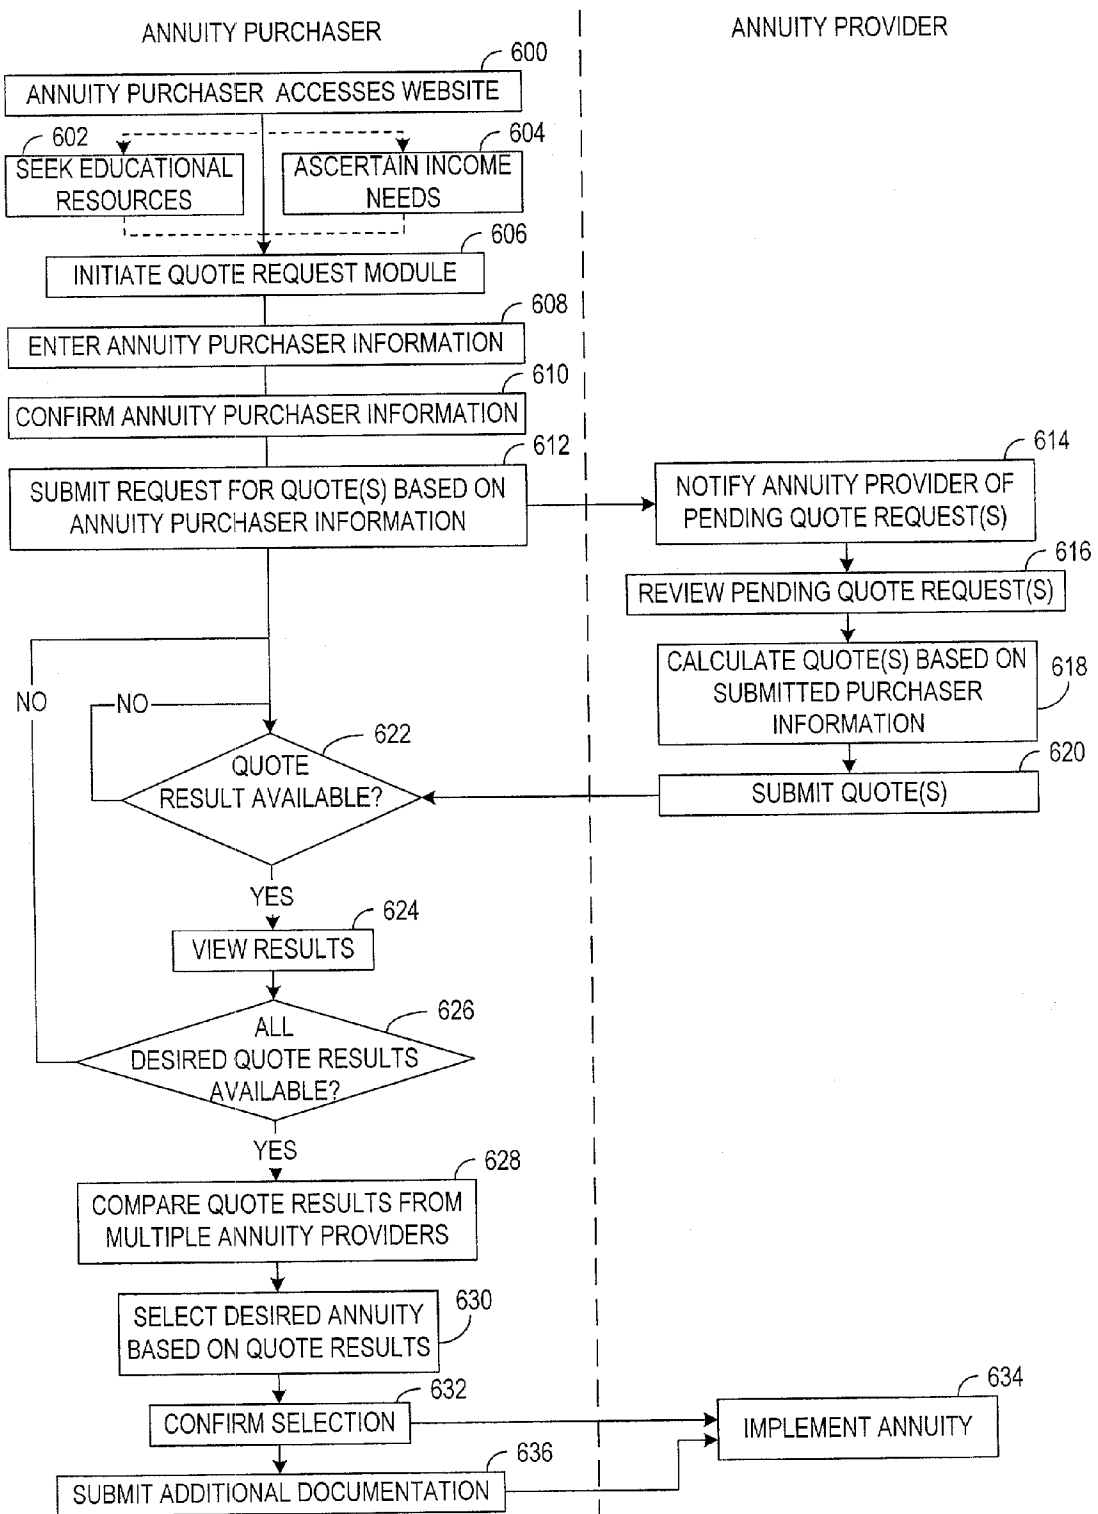 ANNUITY PURCHASER
ANNUITY PROVIDER
600
ANNUITY PURCHASER ACCESSES WEBSITE
602
SEEK EDUCATIONAL
RESOURCES
604
ASCERTAIN INCOME
NEEDS
606
INITIATE QUOTE REQUEST MODULE
608
ENTER ANNUITY PURCHASER INFORMATION
610
CONFIRM ANNUITY PURCHASER INFORMATION
612
SUBMIT REQUEST FOR QUOTE(S) BASED ON
ANNUITY PURCHASER INFORMATION
614
NOTIFY ANNUITY PROVIDER OF
PENDING QUOTE REQUEST(S)
616
REVIEW PENDING QUOTE REQUEST(S)
CALCULATE QUOTE(S) BASED ON
SUBMITTED PURCHASER
INFORMATION
618
620
SUBMIT QUOTE(S)
NO
NO
622
QUOTE
RESULT AVAILABLE?
YES
624
VIEW RESULTS
626
ALL
DESIRED QUOTE RESULTS
AVAILABLE?
YES
628
COMPARE QUOTE RESULTS FROM
MULTIPLE ANNUITY PROVIDERS
630
SELECT DESIRED ANNUITY
BASED ON QUOTE RESULTS
632
CONFIRM SELECTION
634
IMPLEMENT ANNUITY
636
SUBMIT ADDITIONAL DOCUMENTATION